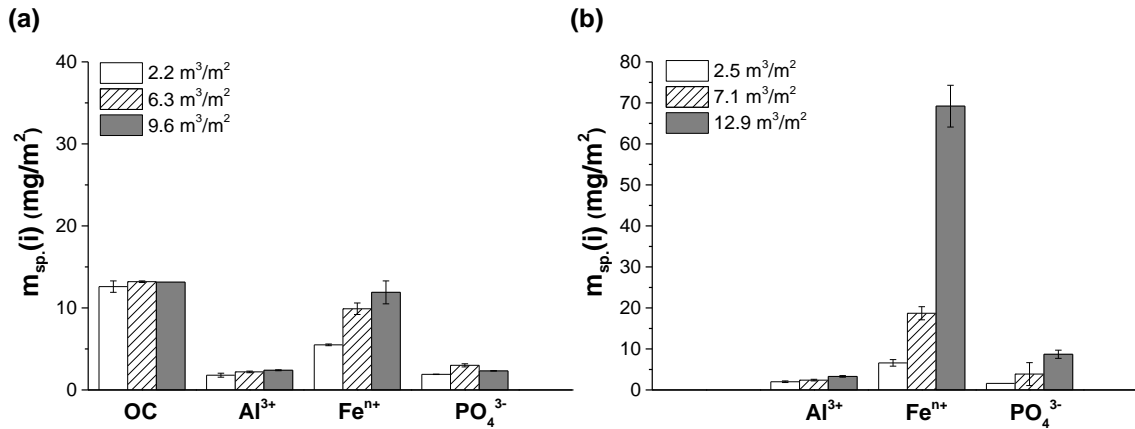 (a)
40
30
20
10
0
m_sp.(i) (mg/m²)
2.2 m³/m²
6.3 m³/m²
9.6 m³/m²
OC Al³⁺ Feⁿ⁺ PO₄³⁻
(b)
80
70
60
50
40
30
20
10
0
m_sp.(i) (mg/m²)
2.5 m³/m²
7.1 m³/m²
12.9 m³/m²
Al³⁺ Feⁿ⁺ PO₄³⁻